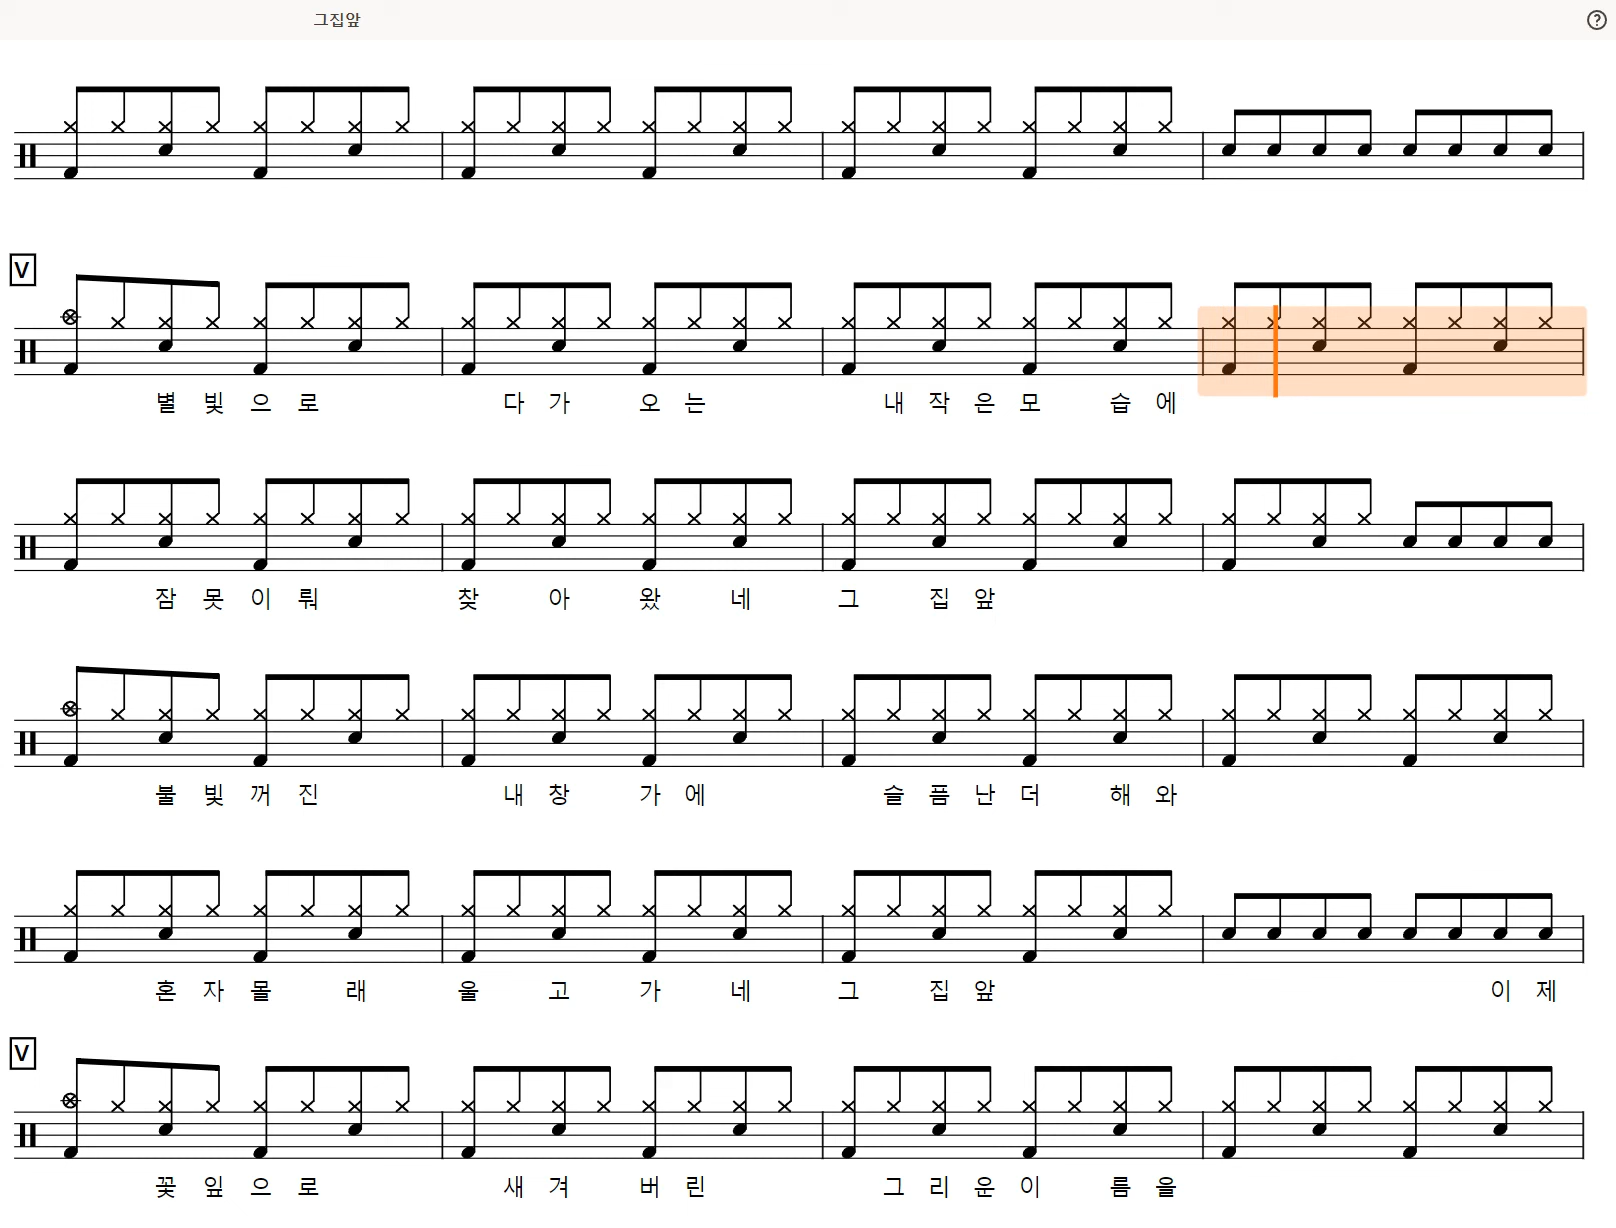 그집앞
V
별 빛 으 로 다 가 오 는 내 작 은 모 습 에
잠 못 이 뤄 찾 아 왔 네 그 집 앞
불 빛 꺼 진 내 창 가 에 슬 픔 난 더 해 와
혼 자 몰 래 울 고 가 네 그 집 앞 이 제
V
꽃 잎 으 로 새 겨 버 린 그 리 운 이 름 을